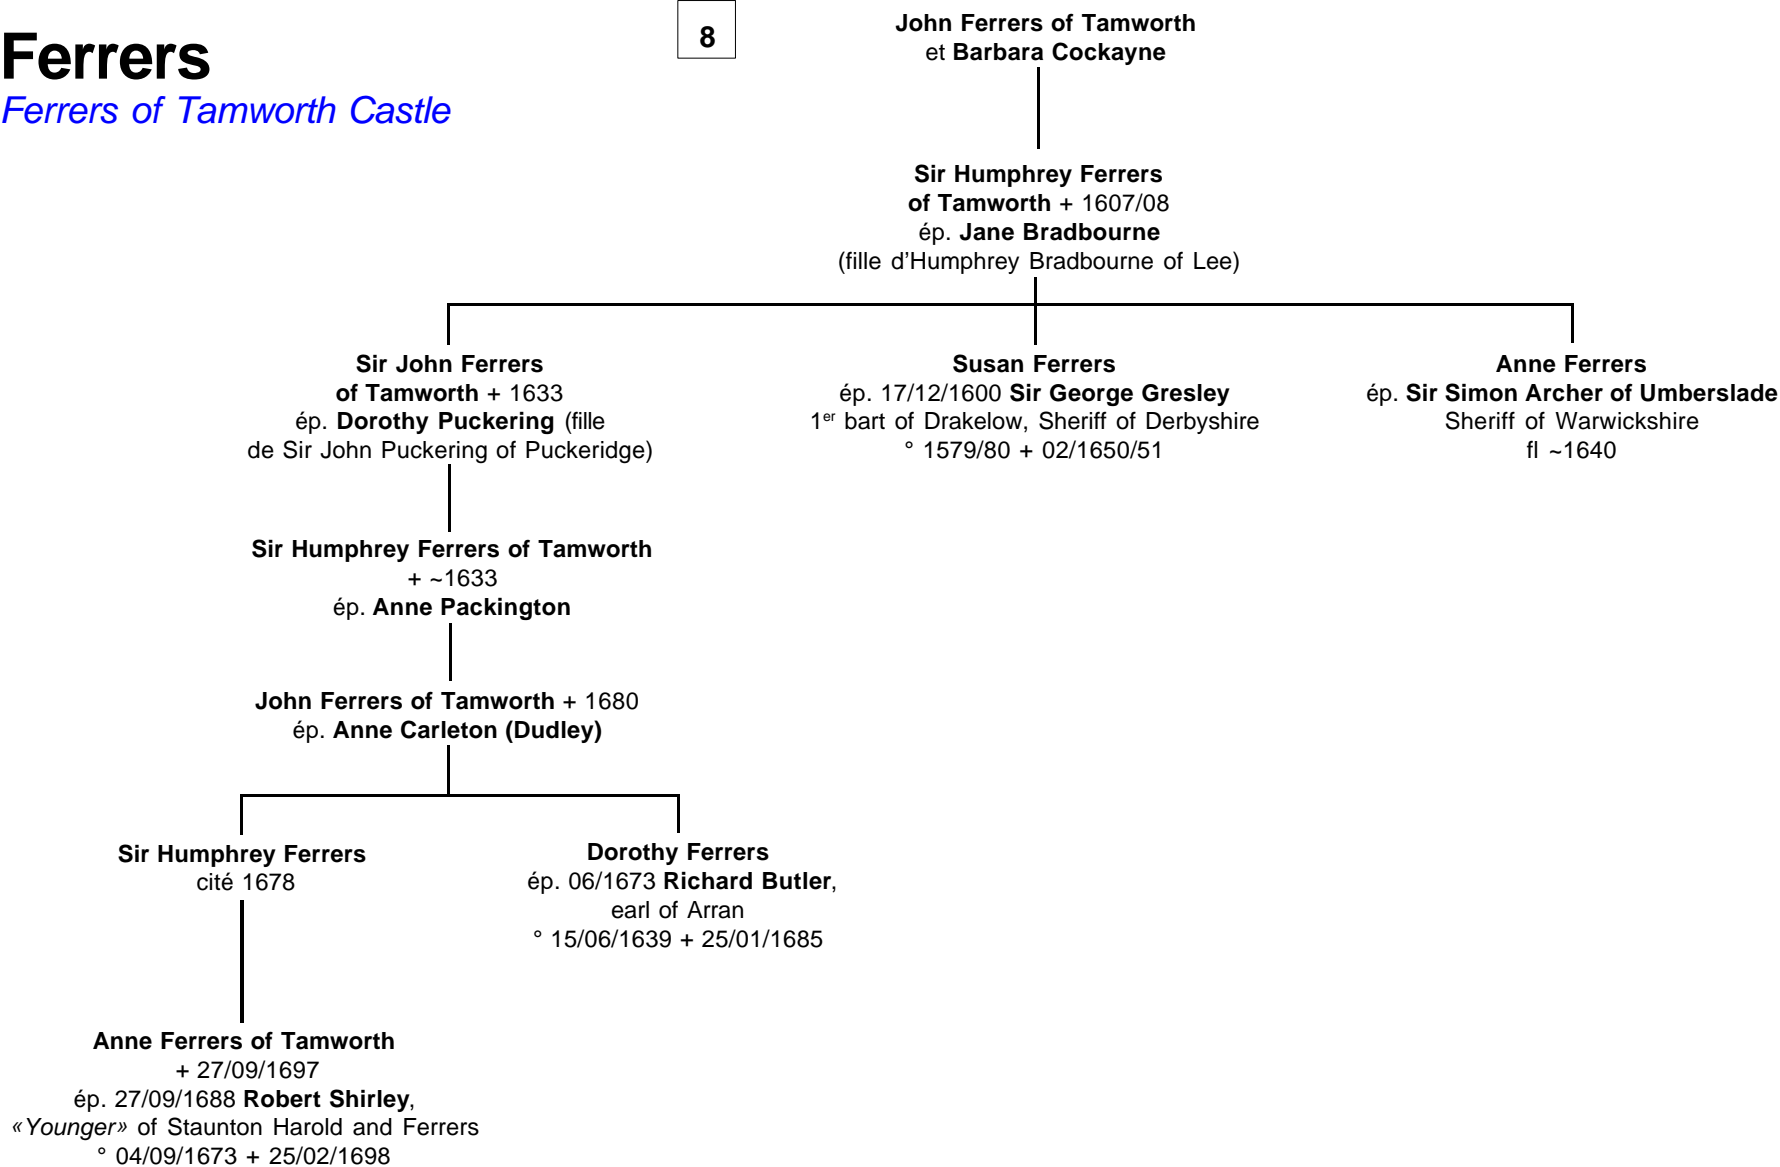 Ferrers
Ferrers of Tamworth Castle
8
John Ferrers of Tamworth
et Barbara Cockayne
Sir Humphrey Ferrers
of Tamworth + 1607/08
ép. Jane Bradbourne
(fille d'Humphrey Bradbourne of Lee)
Sir John Ferrers
of Tamworth + 1633
ép. Dorothy Puckering (fille
de Sir John Puckering of Puckeridge)
Susan Ferrers
ép. 17/12/1600 Sir George Gresley
1er bart of Drakelow, Sheriff of Derbyshire
° 1579/80 + 02/1650/51
Anne Ferrers
ép. Sir Simon Archer of Umberslade
Sheriff of Warwickshire
fl ~1640
Sir Humphrey Ferrers of Tamworth
+ ~1633
ép. Anne Packington
John Ferrers of Tamworth + 1680
ép. Anne Carleton (Dudley)
Sir Humphrey Ferrers
cité 1678
Dorothy Ferrers
ép. 06/1673 Richard Butler,
earl of Arran
° 15/06/1639 + 25/01/1685
Anne Ferrers of Tamworth
+ 27/09/1697
ép. 27/09/1688 Robert Shirley,
«Younger» of Staunton Harold and Ferrers
° 04/09/1673 + 25/02/1698